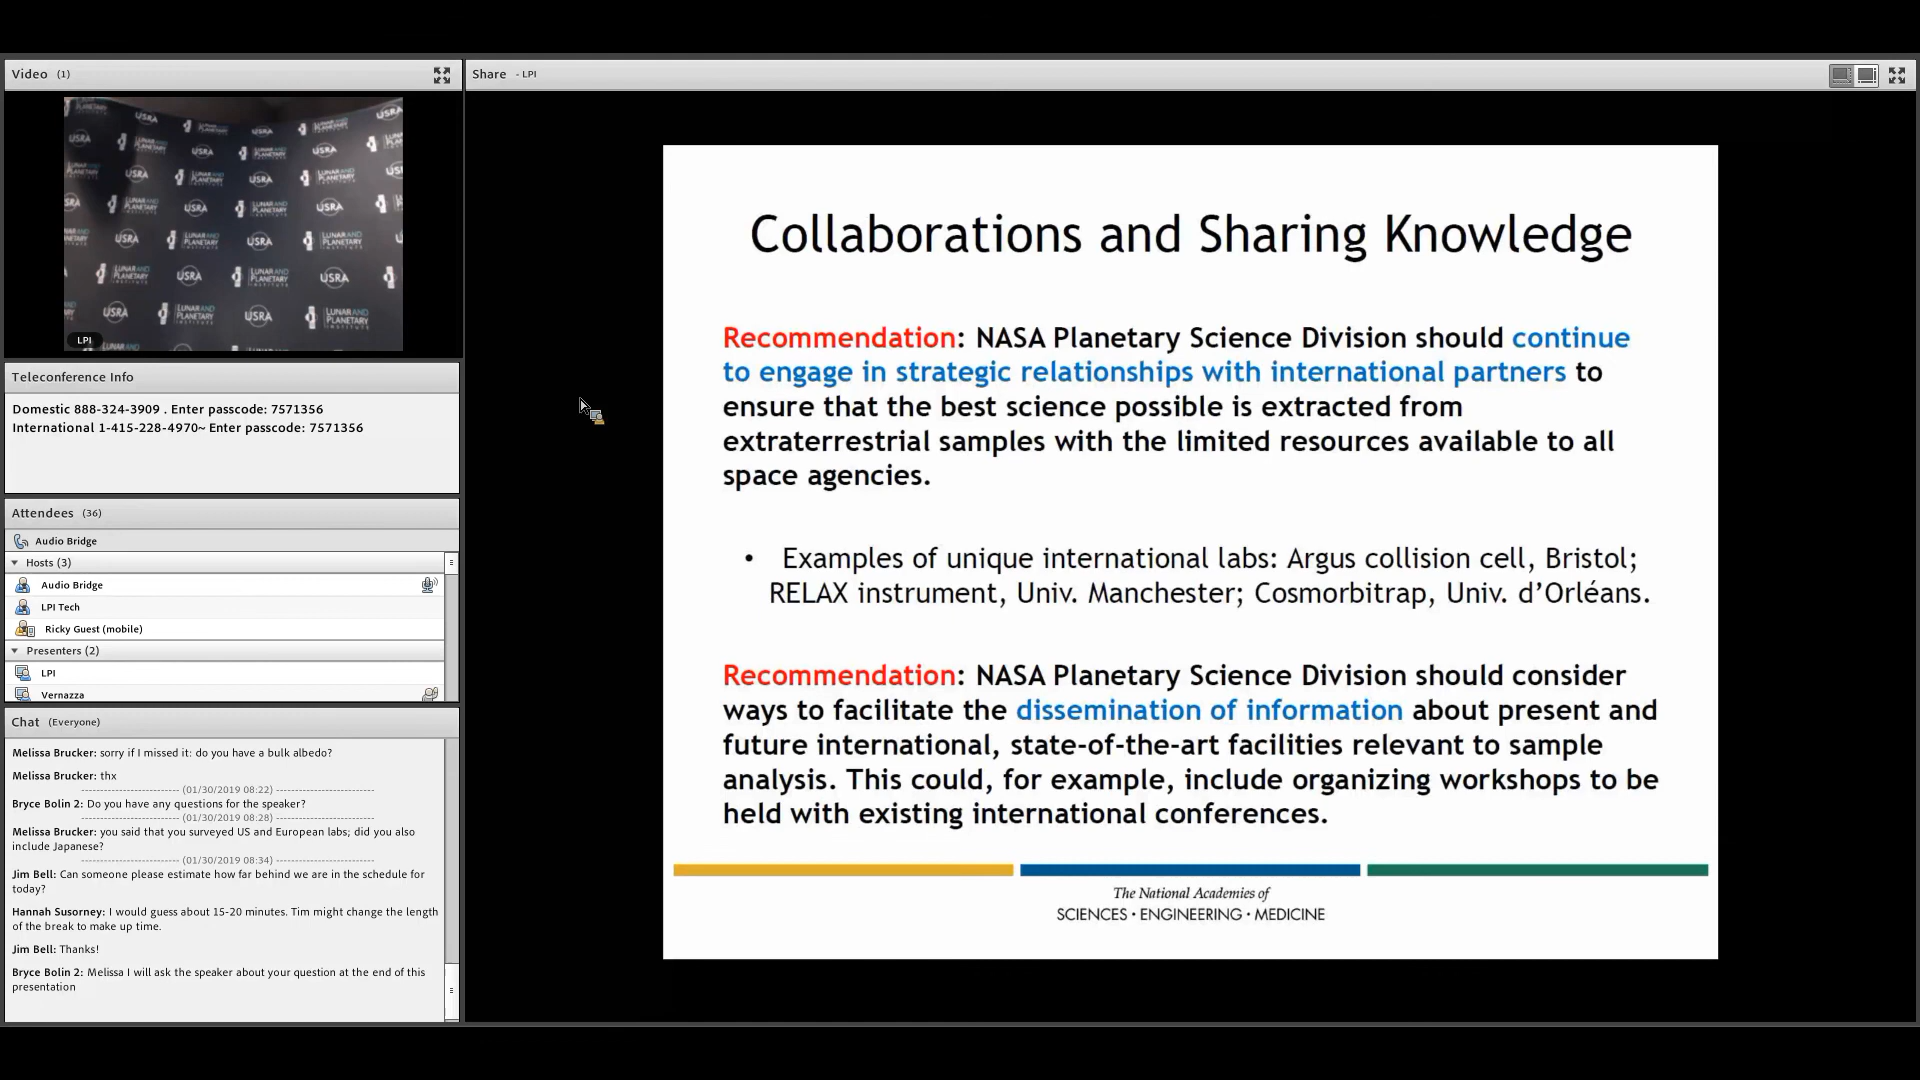 Video (1)
USRA
LUNAR AND
PLANETARY
INSTITUTE
LPI
Teleconference Info
Domestic 888-324-3909 . Enter passcode: 7571356
International 1-415-228-4970~ Enter passcode: 7571356
Attendees (36)
Audio Bridge
Hosts (3)
Audio Bridge
LPI Tech
Ricky Guest (mobile)
Presenters (2)
LPI
Vernazza
Chat (Everyone)
Melissa Brucker: sorry if I missed it: do you have a bulk albedo?
Melissa Brucker: thx
------------------------- (01/30/2019 08:22) -------------------------
Bryce Bolin 2: Do you have any questions for the speaker?
------------------------- (01/30/2019 08:28) -------------------------
Melissa Brucker: you said that you surveyed US and European labs; did you also
include Japanese?
------------------------- (01/30/2019 08:34) -------------------------
Jim Bell: Can someone please estimate how far behind we are in the schedule for
today?
Hannah Susorney: I would guess about 15-20 minutes. Tim might change the length
of the break to make up time.
Jim Bell: Thanks!
Bryce Bolin 2: Melissa I will ask the speaker about your question at the end of this
presentation
Share - LPI
Collaborations and Sharing Knowledge
Recommendation: NASA Planetary Science Division should continue
to engage in strategic relationships with international partners to
ensure that the best science possible is extracted from
extraterrestrial samples with the limited resources available to all
space agencies.
• Examples of unique international labs: Argus collision cell, Bristol;
RELAX instrument, Univ. Manchester; Cosmorbitrap, Univ. d’Orléans.
Recommendation: NASA Planetary Science Division should consider
ways to facilitate the dissemination of information about present and
future international, state-of-the-art facilities relevant to sample
analysis. This could, for example, include organizing workshops to be
held with existing international conferences.
The National Academies of
SCIENCES • ENGINEERING • MEDICINE